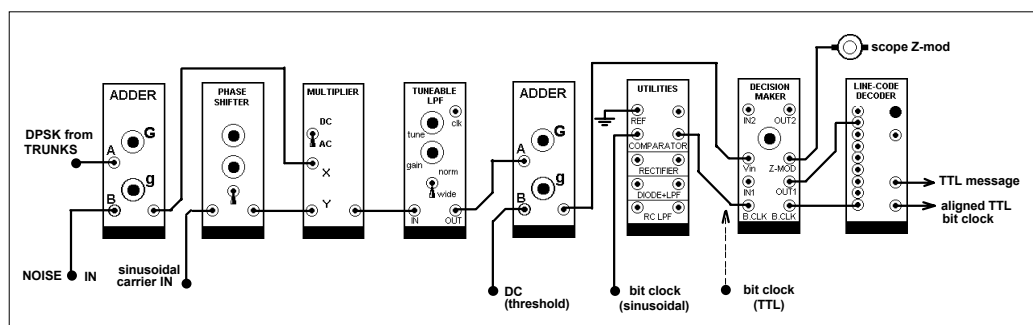 scope Z-mod
ADDER
G
g
A
B
DPSK from
TRUNKS
NOISE IN
PHASE
SHIFTER
sinusoidal
carrier IN
MULTIPLIER
DC
AC
X
Y
TUNEABLE
LPF
clk
tune
gain
norm
wide
IN
OUT
ADDER
G
g
A
B
DC
(threshold)
UTILITIES
REF
COMPARATOR
RECTIFIER
DIODE+LPF
RC LPF
bit clock
(sinusoidal)
DECISION
MAKER
IN2
OUT2
Vin
Z-MOD
IN1
OUT1
B.CLK
B.CLK
bit clock
(TTL)
LINE-CODE
DECODER
TTL message
aligned TTL
bit clock